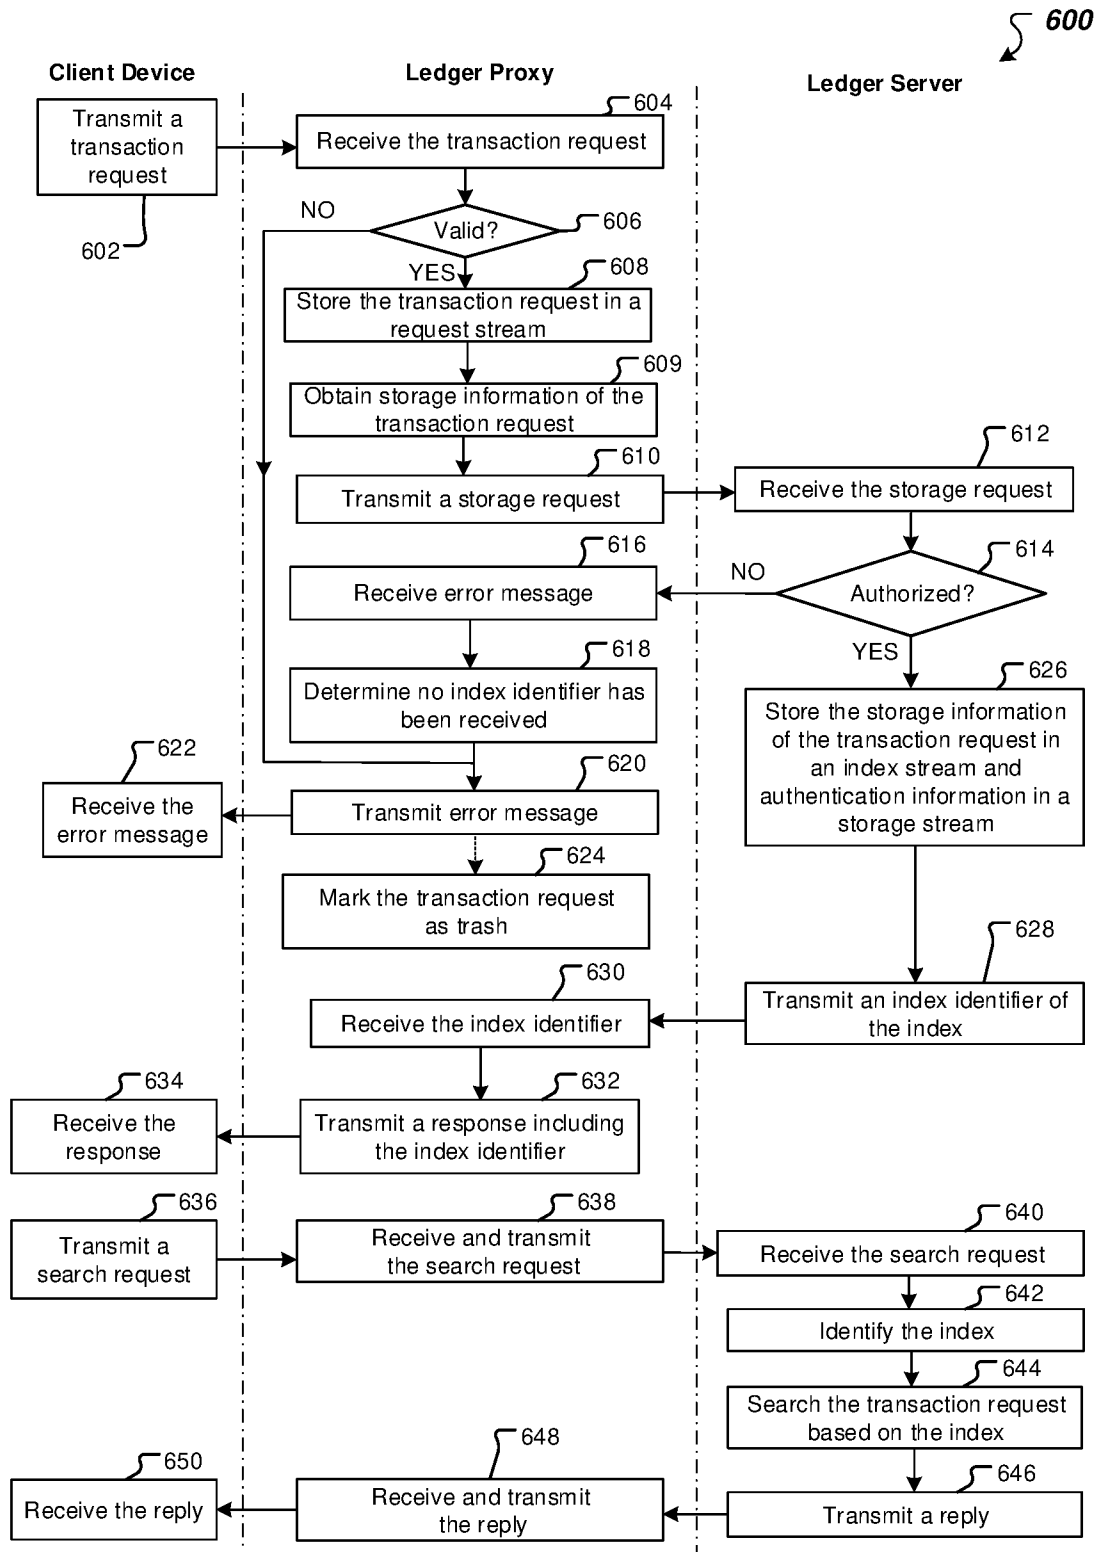 600
Client Device
Ledger Proxy
Ledger Server
Transmit a
transaction
request
602
604
Receive the transaction request
NO
Valid?
606
YES
608
Store the transaction request in a
request stream
609
Obtain storage information of the
transaction request
610
Transmit a storage request
612
Receive the storage request
614
Authorized?
NO
YES
616
Receive error message
618
Determine no index identifier has
been received
626
Store the storage information
of the transaction request in
an index stream and
authentication information in a
storage stream
620
Transmit error message
622
Receive the
error message
624
Mark the transaction request
as trash
628
Transmit an index identifier of
the index
630
Receive the index identifier
632
Transmit a response including
the index identifier
634
Receive the
response
636
Transmit a
search request
638
Receive and transmit
the search request
640
Receive the search request
642
Identify the index
644
Search the transaction request
based on the index
646
Transmit a reply
648
Receive and transmit
the reply
650
Receive the reply